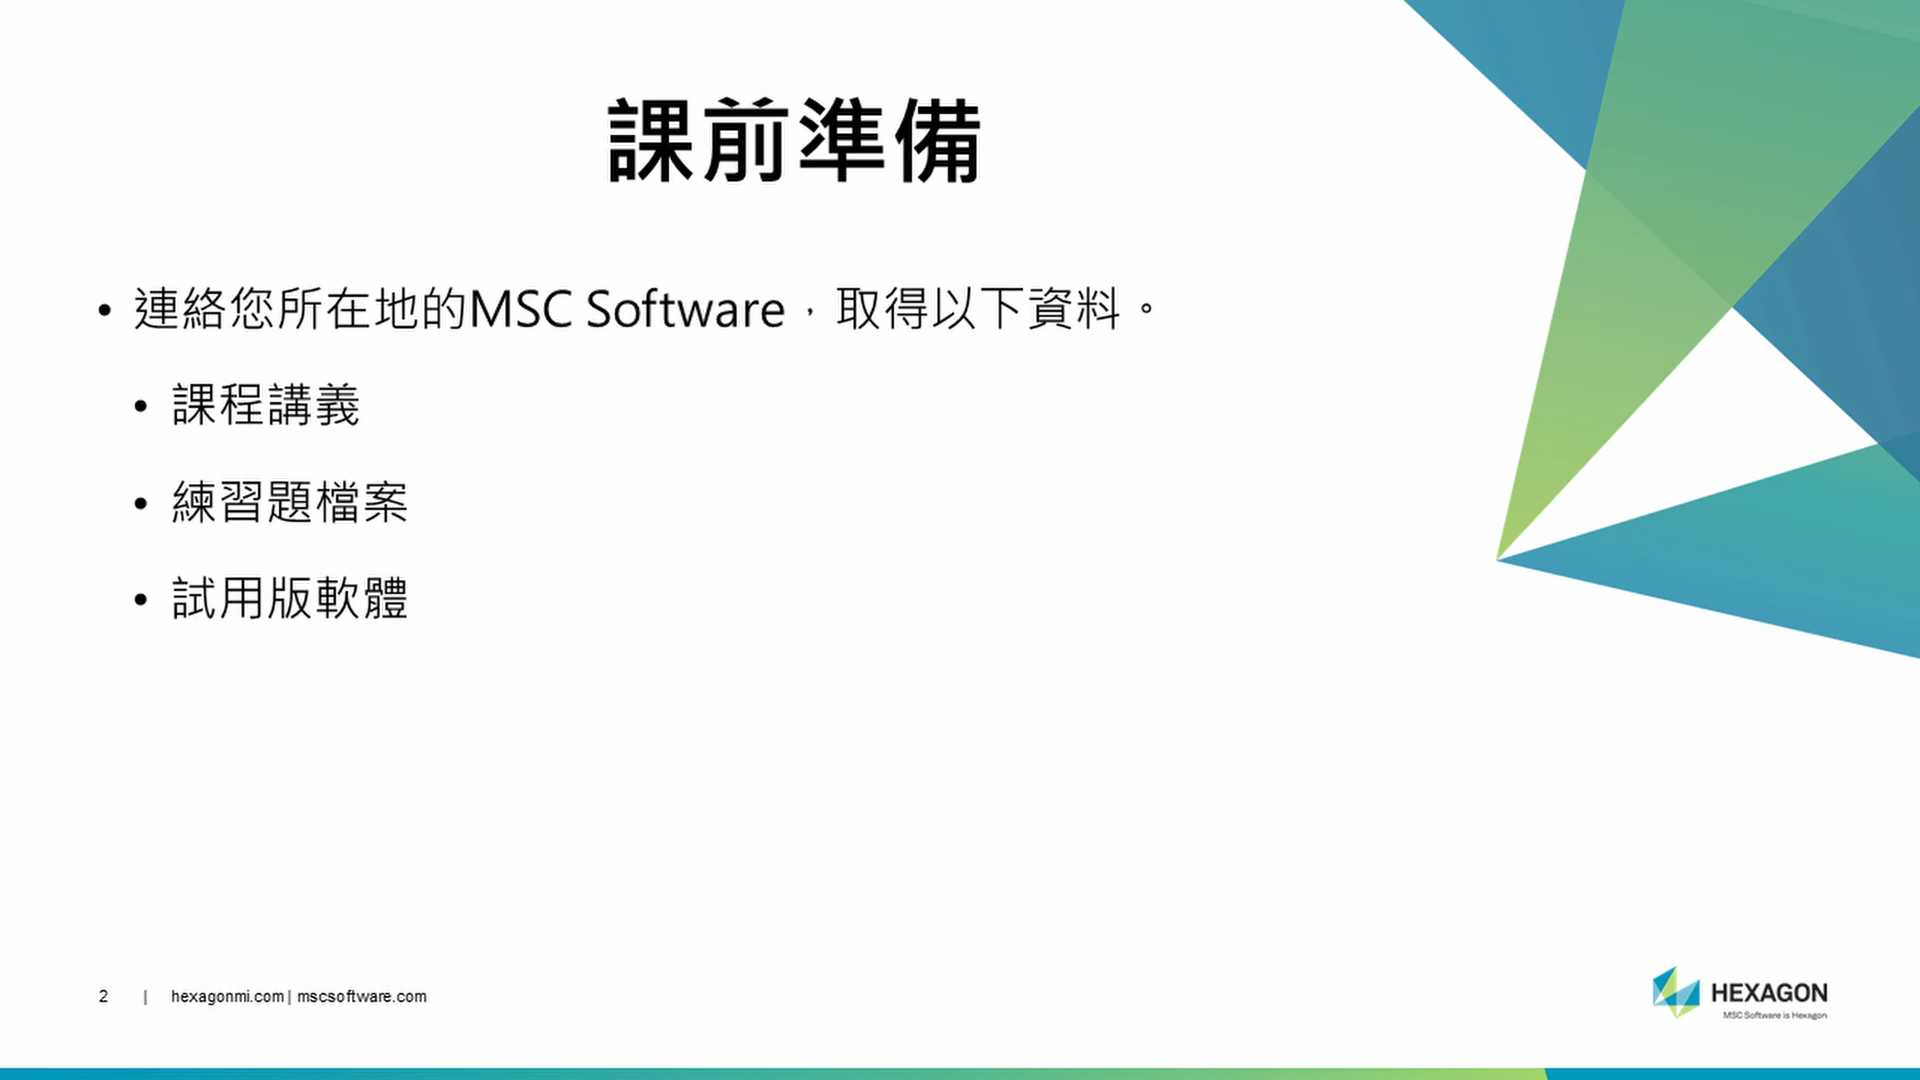 課前準備
• 連絡您所在地的MSC Software，取得以下資料。
• 課程講義
• 練習題檔案
• 試用版軟體
2 | hexagonmi.com | mscsoftware.com
HEXAGON
MSC Software is Hexagon